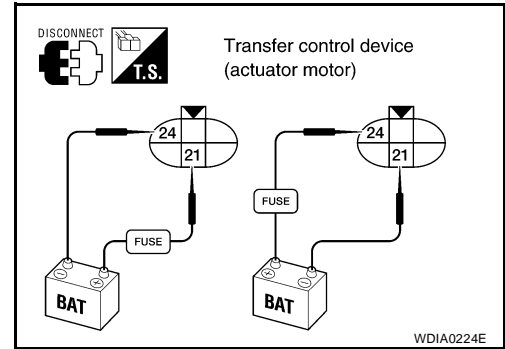 DISCONNECT
T.S.
Transfer control device
(actuator motor)
24
21
FUSE
BAT
24
21
FUSE
BAT
WDIA0224E